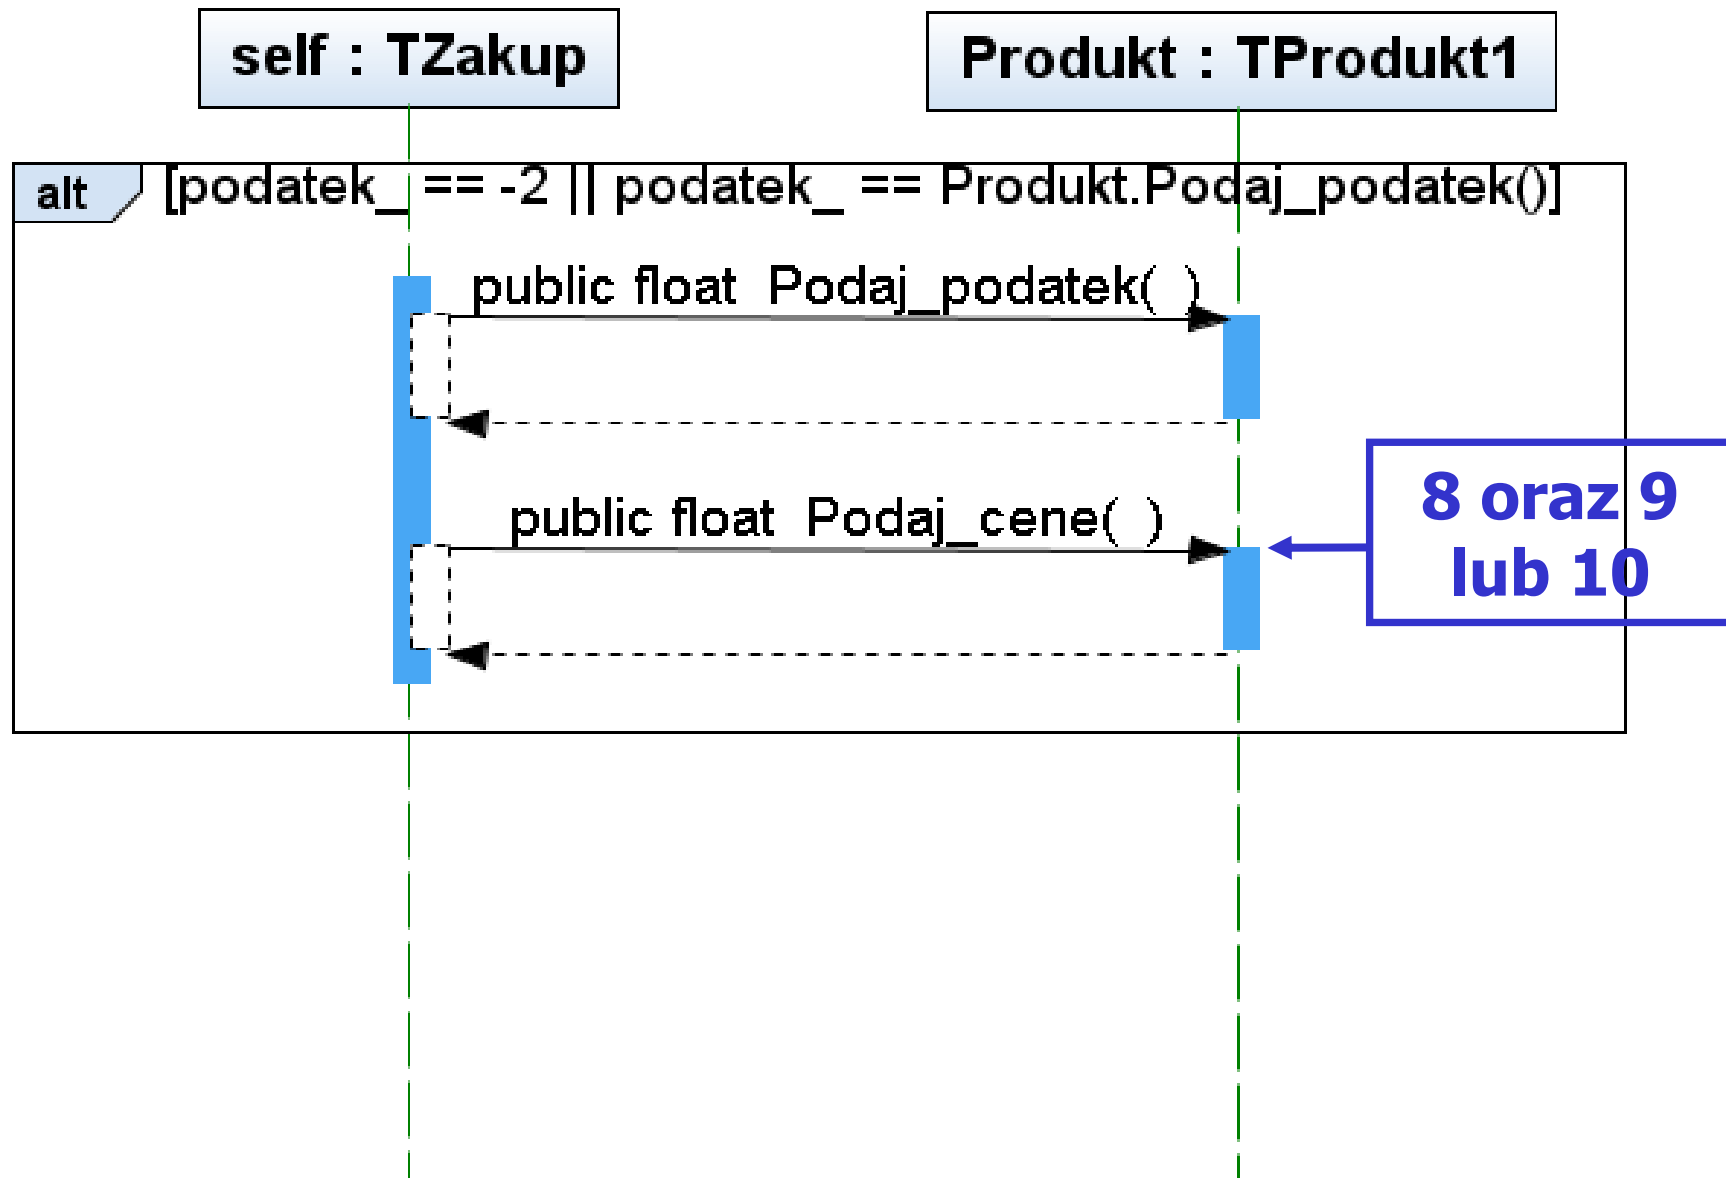 self : TZakup
Produkt : TProdukt1
alt
[podatek_ == -2 || podatek_ == Produkt.Podaj_podatek()]
public float Podaj_podatek( )
public float Podaj_cene( )
8 oraz 9
lub 10